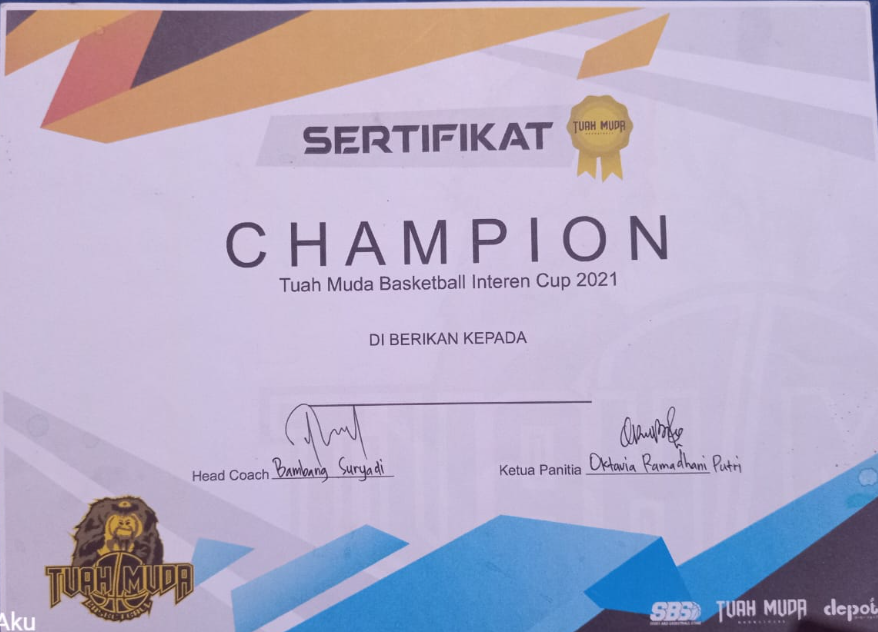 SERTIFIKAT
TUAH MUDA
CHAMPION
Tuah Muda Basketball Interen Cup 2021
DI BERIKAN KEPADA
Head Coach Bambang Suryadi
Ketua Panitia Oktavia Ramadhani Putri
TUAH MUDA
BASKETBALL
SBS
TUAH MUDA
depot
Aku